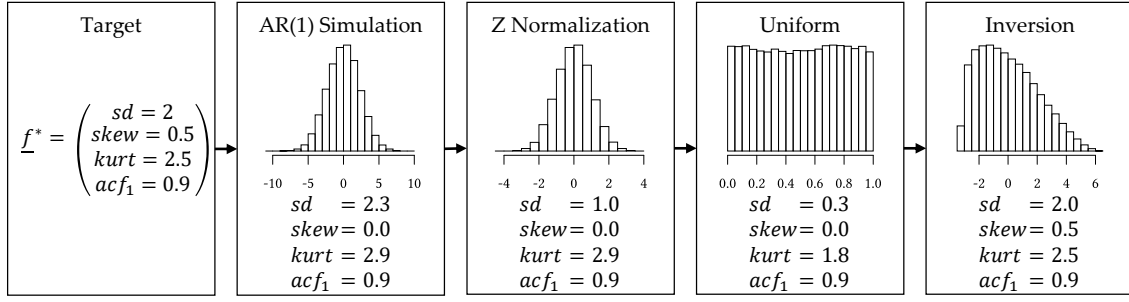 Target
f* = ( sd = 2
skew = 0.5
kurt = 2.5
acf₁ = 0.9 )
AR(1) Simulation
-10 -5 0 5 10
sd = 2.3
skew = 0.0
kurt = 2.9
acf₁ = 0.9
Z Normalization
-4 -2 0 2 4
sd = 1.0
skew = 0.0
kurt = 2.9
acf₁ = 0.9
Uniform
0.0 0.2 0.4 0.6 0.8 1.0
sd = 0.3
skew = 0.0
kurt = 1.8
acf₁ = 0.9
Inversion
-2 0 2 4 6
sd = 2.0
skew = 0.5
kurt = 2.5
acf₁ = 0.9